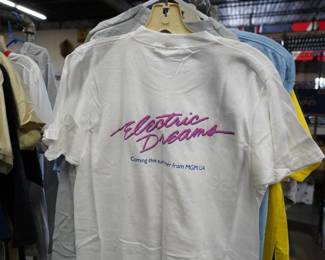 Electric
Dreams
Coming this summer from MGM UA